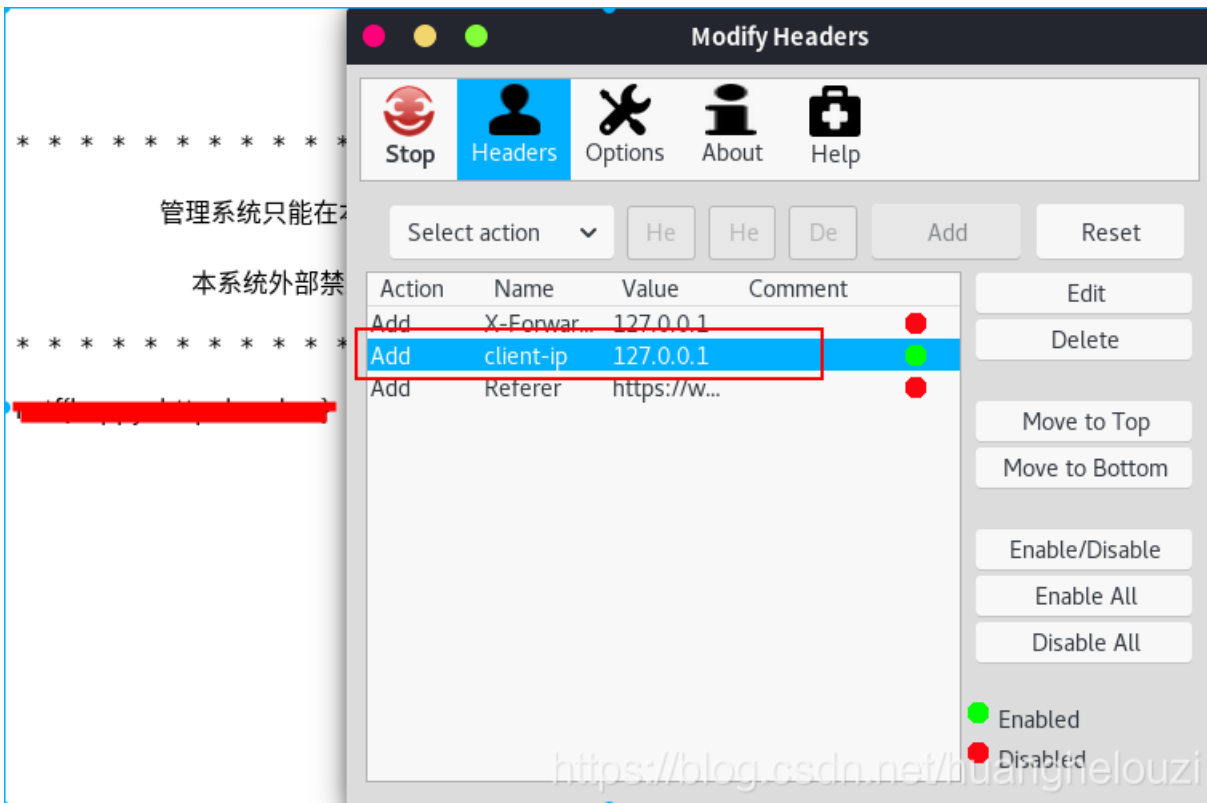 Modify Headers
Stop
Headers
Options
About
Help
* * * * * * * * * * *
管理系统只能在本
本系统外部禁
* * * * * * * * * * *
Select action
He
He
De
Add
Reset
Action Name Value Comment
Add X-Forwar... 127.0.0.1
Add client-ip 127.0.0.1
Add Referer https://w...
Edit
Delete
Move to Top
Move to Bottom
Enable/Disable
Enable All
Disable All
Enabled
Disabled
https://blog.csdn.net/huanghelouzi